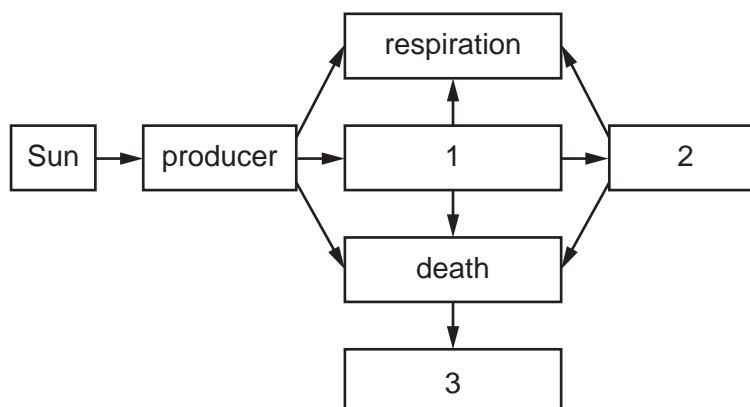 respiration
Sun
producer
1
2
death
3